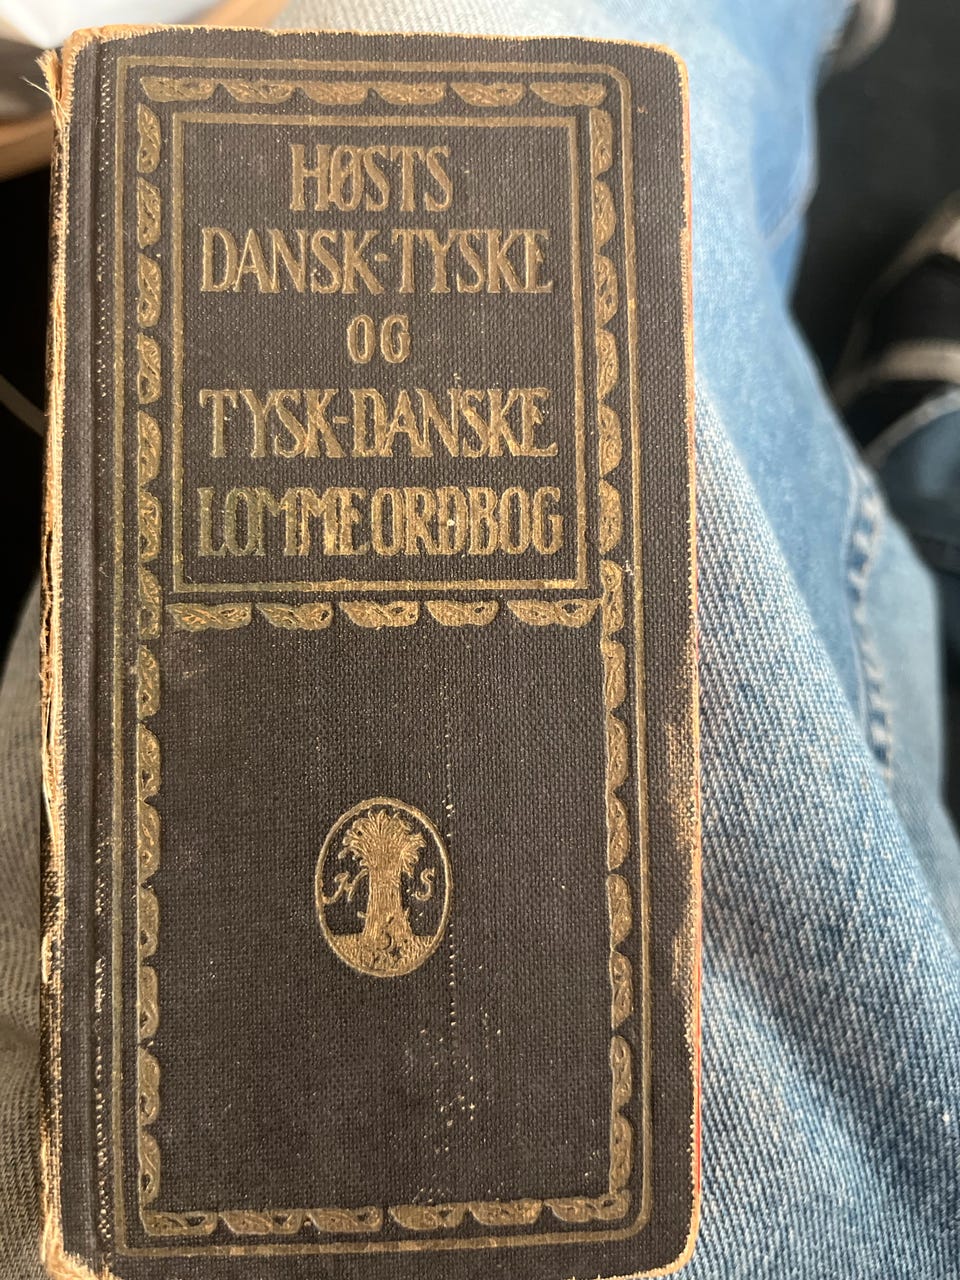 HØSTS
DANSK-TYSKE
OG
TYSK-DANSKE
LOMMEORDBOG
H S